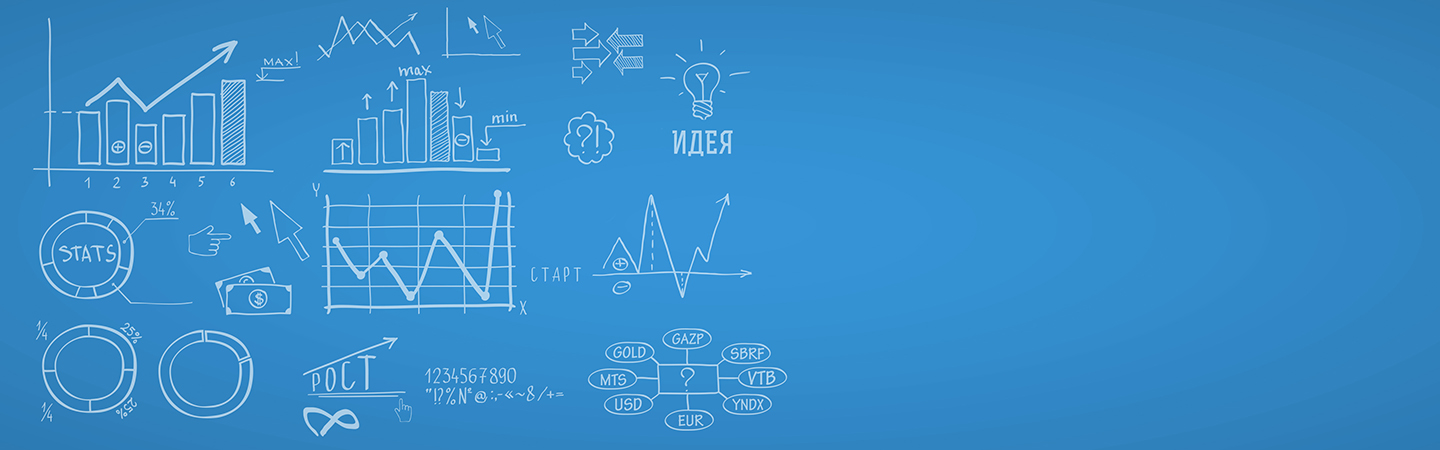 MAX!
1 2 3 4 5 6
max
min
?!
ИДЕЯ
34%
STATS
$
Y
X
СТАРТ
1/4
25%
1/4
25%
РОСТ
1234567890
"!?%№@:,-«~&/+=
?
GAZP
GOLD
SBRF
MTS
VTB
USD
YNDX
EUR